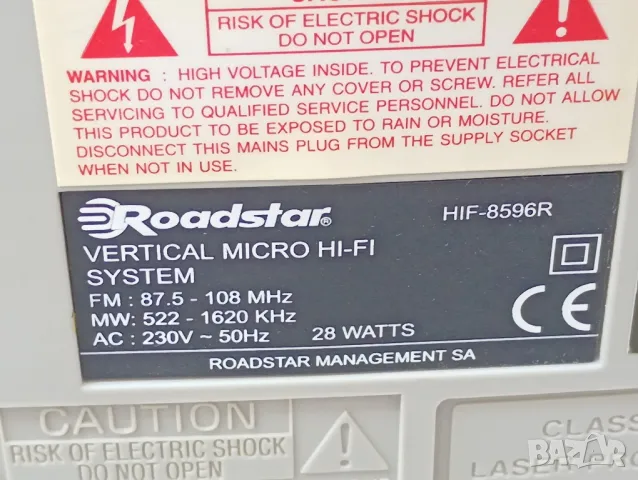 RISK OF ELECTRIC SHOCK
DO NOT OPEN
WARNING : HIGH VOLTAGE INSIDE. TO PREVENT ELECTRICAL
SHOCK DO NOT REMOVE ANY COVER OR SCREW. REFER ALL
SERVICING TO QUALIFIED SERVICE PERSONNEL. DO NOT ALLOW
THIS PRODUCT TO BE EXPOSED TO RAIN OR MOISTURE.
DISCONNECT THIS MAINS PLUG FROM THE SUPPLY SOCKET
WHEN NOT IN USE.
Roadstar® HIF-8596R
VERTICAL MICRO HI-FI
SYSTEM
FM : 87.5 - 108 MHz
MW: 522 - 1620 KHz
AC : 230V ~ 50Hz 28 WATTS
CE
ROADSTAR MANAGEMENT SA
CAUTION
RISK OF ELECTRIC SHOCK
DO NOT OPEN
CLASS
LASER PRO
BAZAR